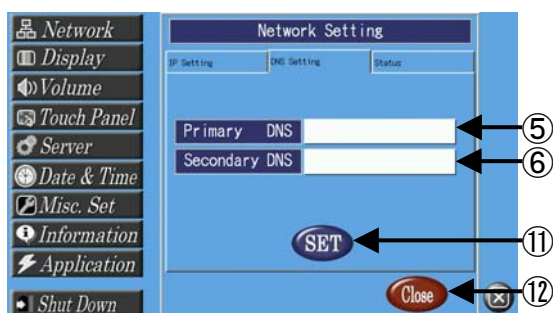 Network
Display
Volume
Touch Panel
Server
Date & Time
Misc. Set
Information
Application
Shut Down
Network Setting
IP Setting DNS Setting Status
Primary DNS
⑤
Secondary DNS
⑥
SET
⑪
Close
⑫